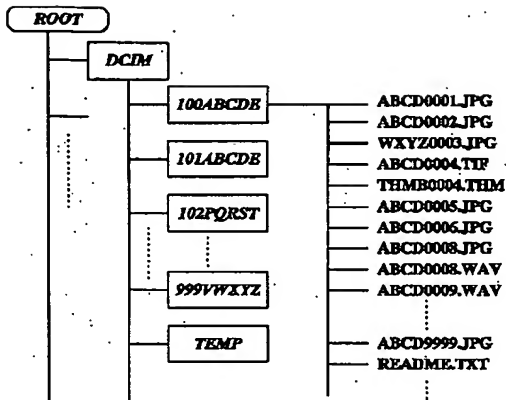 ROOT
DCIM
100ABCDE
101ABCDE
102PQRST
999VWXYZ
TEMP
ABCD0001.JPG
ABCD0002.JPG
WXYZ0003.JPG
ABCD0004.TIF
THMB0004.THM
ABCD0005.JPG
ABCD0006.JPG
ABCD0008.JPG
ABCD0008.WAV
ABCD0009.WAV
ABCD9999.JPG
README.TXT